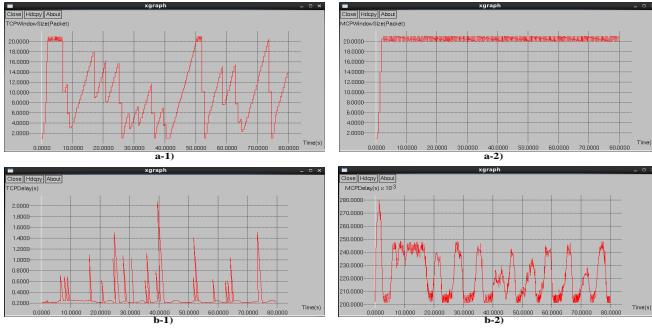 xgraph
Close Hdcpy About
TCPWindowSize(Packet)
20.0000
18.0000
16.0000
14.0000
12.0000
10.0000
8.0000
6.0000
4.0000
2.0000
0.0000 10.0000 20.0000 30.0000 40.0000 50.0000 60.0000 70.0000 80.0000
Time(s)
a-1)
xgraph
Close Hdcpy About
MCPWindowSize(Packet)
20.0000
18.0000
16.0000
14.0000
12.0000
10.0000
8.0000
6.0000
4.0000
2.0000
0.0000 10.0000 20.0000 30.0000 40.0000 50.0000 60.0000 70.0000 80.0000
Time(s)
a-2)
xgraph
Close Hdcpy About
TCPDelay(s)
2.0000
1.8000
1.6000
1.4000
1.2000
1.0000
0.8000
0.6000
0.4000
0.2000
0.0000 10.0000 20.0000 30.0000 40.0000 50.0000 60.0000 70.0000 80.0000
Time(s)
b-1)
xgraph
Close Hdcpy About
MCPDelay(s) x 10-3
280.0000
270.0000
260.0000
250.0000
240.0000
230.0000
220.0000
210.0000
200.0000
0.0000 10.0000 20.0000 30.0000 40.0000 50.0000 60.0000 70.0000 80.0000
Time(s)
b-2)